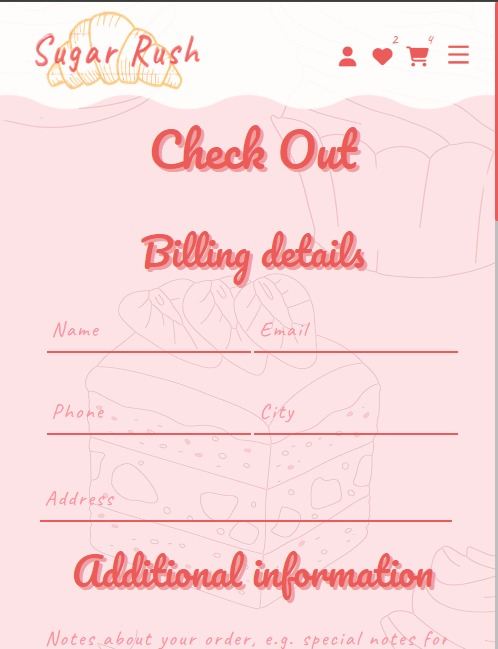 Sugar Rush
2
4
Check Out
Billing details
Name
Email
Phone
City
Address
Additional information
Notes about your order, e.g. special notes for